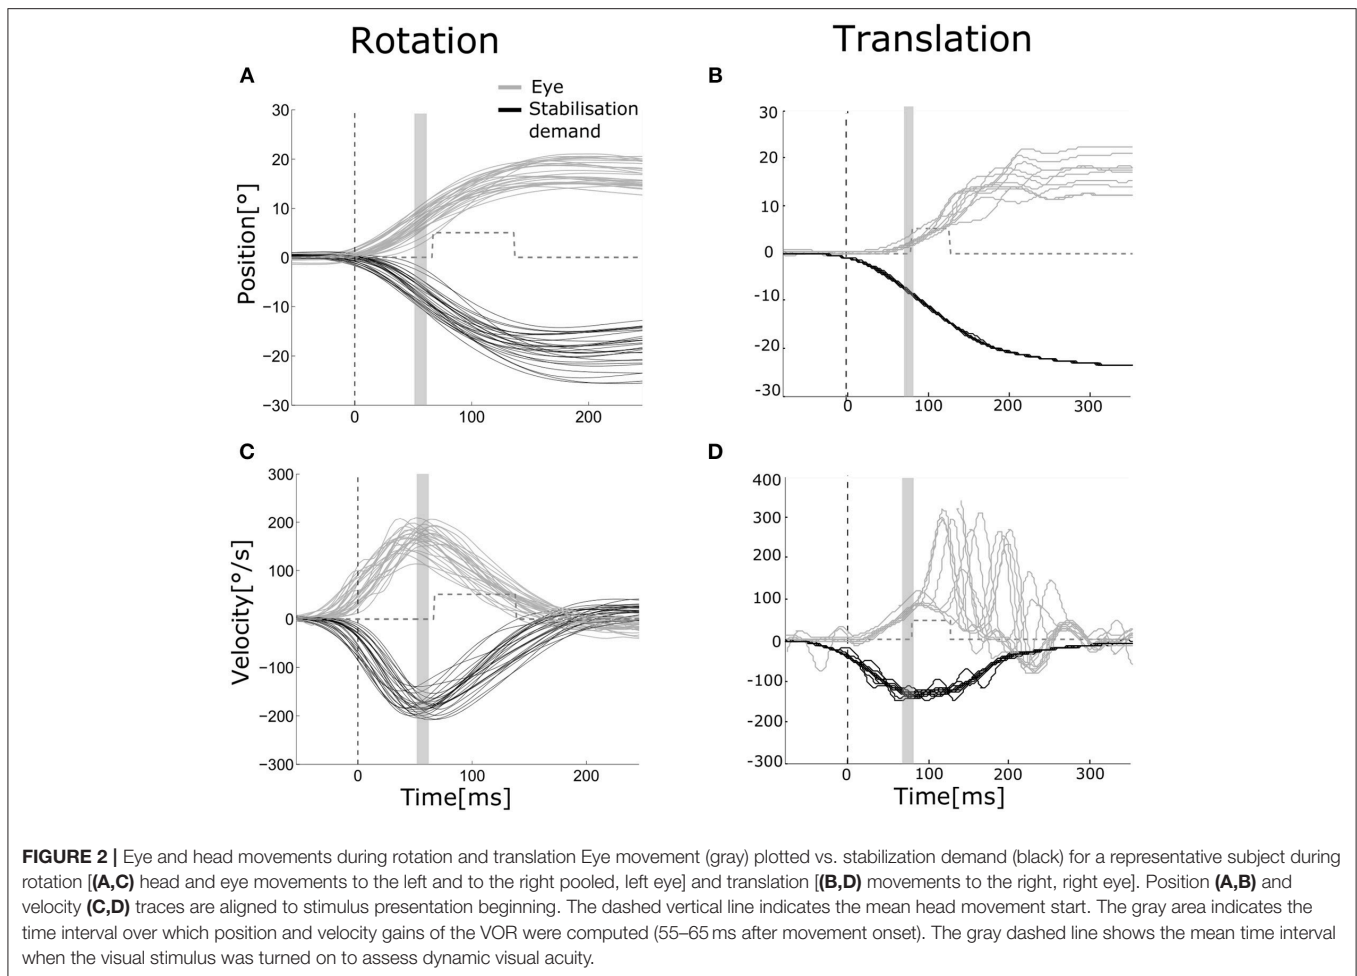 Rotation
Translation
A
B
Eye
Stabilisation
demand
30
20
10
0
−10
−20
−30
Position[°]
0
100
200
30
20
10
0
-10
-20
-30
0
100
200
300
C
D
300
200
100
0
−100
−200
−300
Velocity[°/s]
0
100
200
Time[ms]
400
300
200
100
0
-100
-200
-300
0
100
200
300
Time[ms]
FIGURE 2 | Eye and head movements during rotation and translation Eye movement (gray) plotted vs. stabilization demand (black) for a representative subject during
rotation [(A,C) head and eye movements to the left and to the right pooled, left eye] and translation [(B,D) movements to the right, right eye]. Position (A,B) and
velocity (C,D) traces are aligned to stimulus presentation beginning. The dashed vertical line indicates the mean head movement start. The gray area indicates the
time interval over which position and velocity gains of the VOR were computed (55–65 ms after movement onset). The gray dashed line shows the mean time interval
when the visual stimulus was turned on to assess dynamic visual acuity.